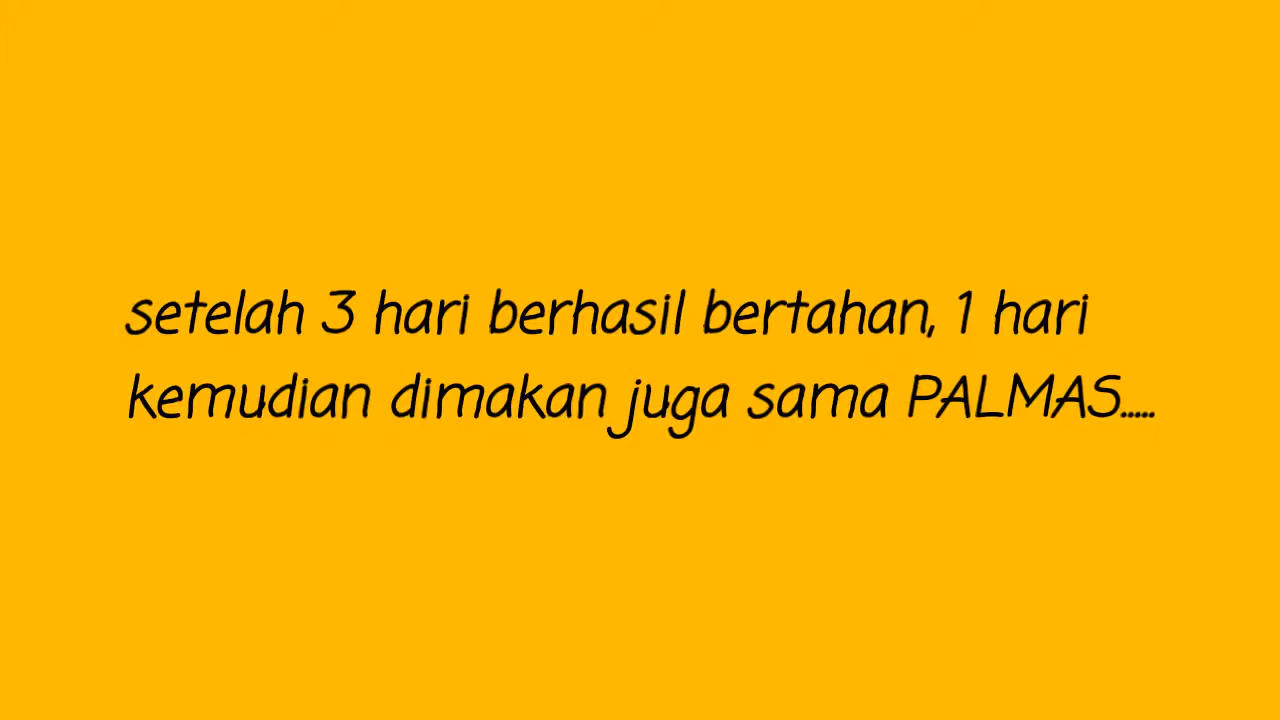 setelah 3 hari berhasil bertahan, 1 hari
kemudian dimakan juga sama PALMAS.....